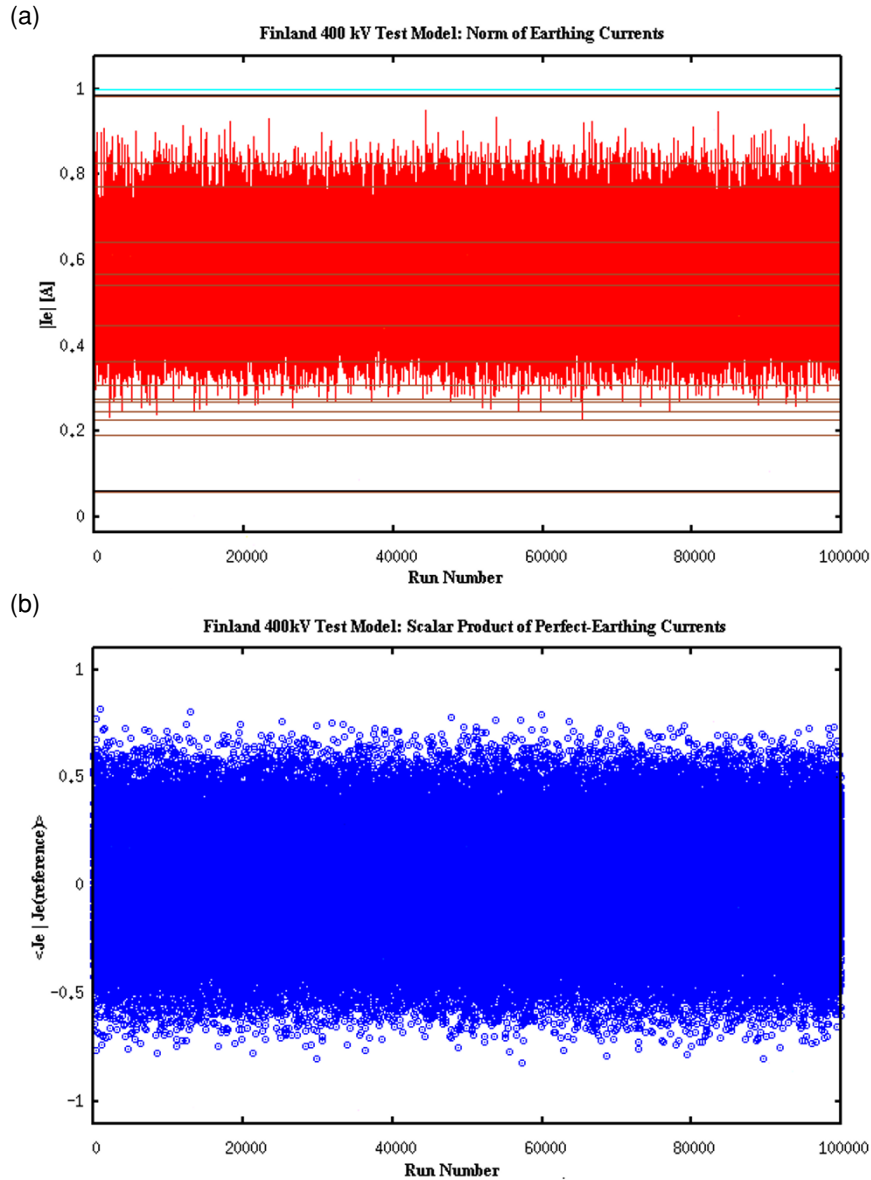 (a)
Finland 400 kV Test Model: Norm of Earthing Currents
1
0.8
0.6
0.4
0.2
0
|Ie| [A]
0 20000 40000 60000 80000 100000
Run Number
(b)
Finland 400kV Test Model: Scalar Product of Perfect-Earthing Currents
1
0.5
0
-0.5
-1
<Je | Je(reference)>
0 20000 40000 60000 80000 100000
Run Number